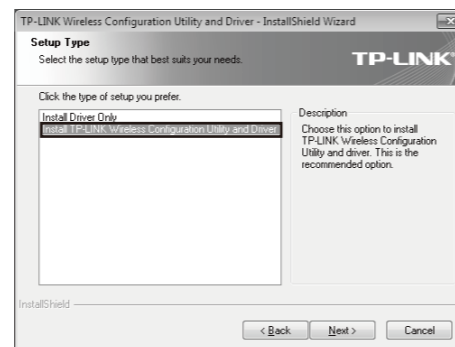 TP-LINK Wireless Configuration Utility and Driver - InstallShield Wizard
Setup Type
Select the setup type that best suits your needs.
TP-LINK®
Click the type of setup you prefer.
Install Driver Only
Install TP-LINK Wireless Configuration Utility and Driver
Description
Choose this option to install
TP-LINK Wireless Configuration
Utility and driver. This is the
recommended option.
InstallShield
< Back
Next >
Cancel